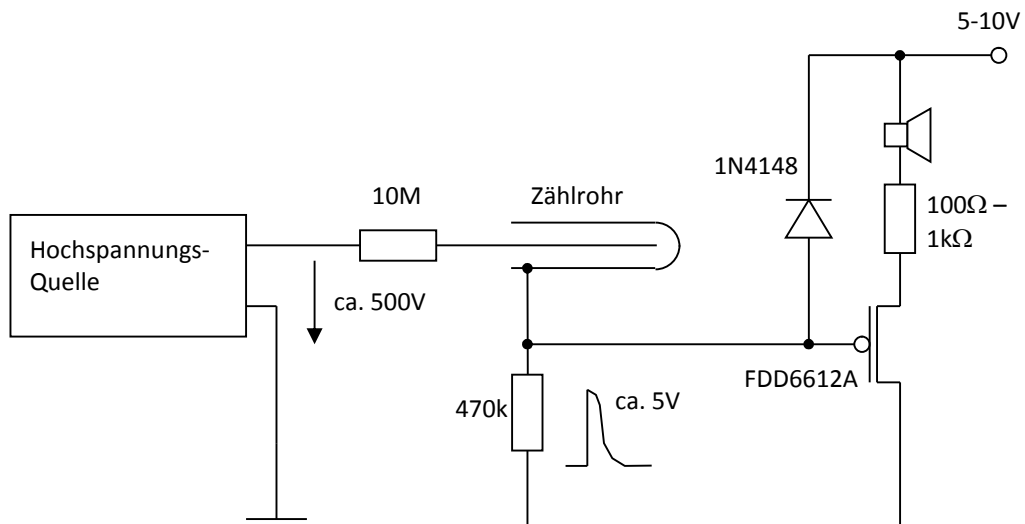 5-10V
1N4148
10M
Zählrohr
100Ω –
1kΩ
Hochspannungs-
Quelle
ca. 500V
FDD6612A
470k
ca. 5V